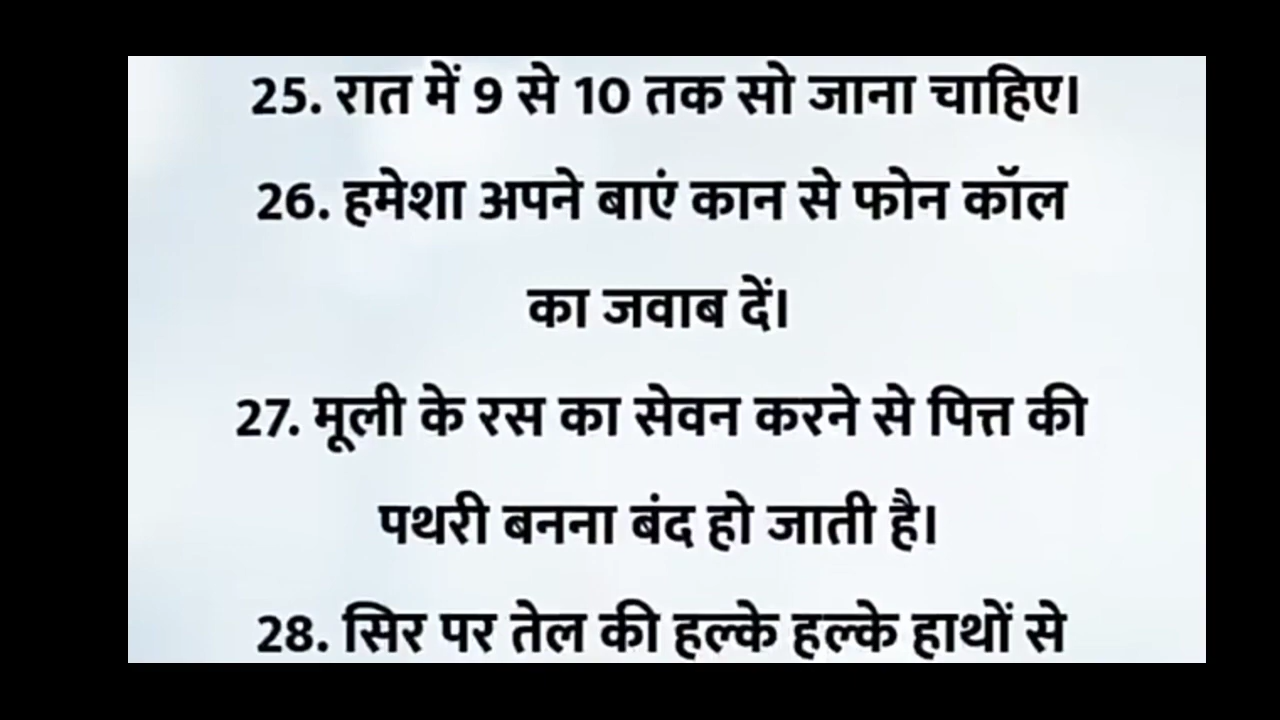 25. रात में 9 से 10 तक सो जाना चाहिए।
26. हमेशा अपने बाएं कान से फोन कॉल
का जवाब दें।
27. मूली के रस का सेवन करने से पित्त की
पथरी बनना बंद हो जाती है।
28. सिर पर तेल की हल्के हल्के हाथों से